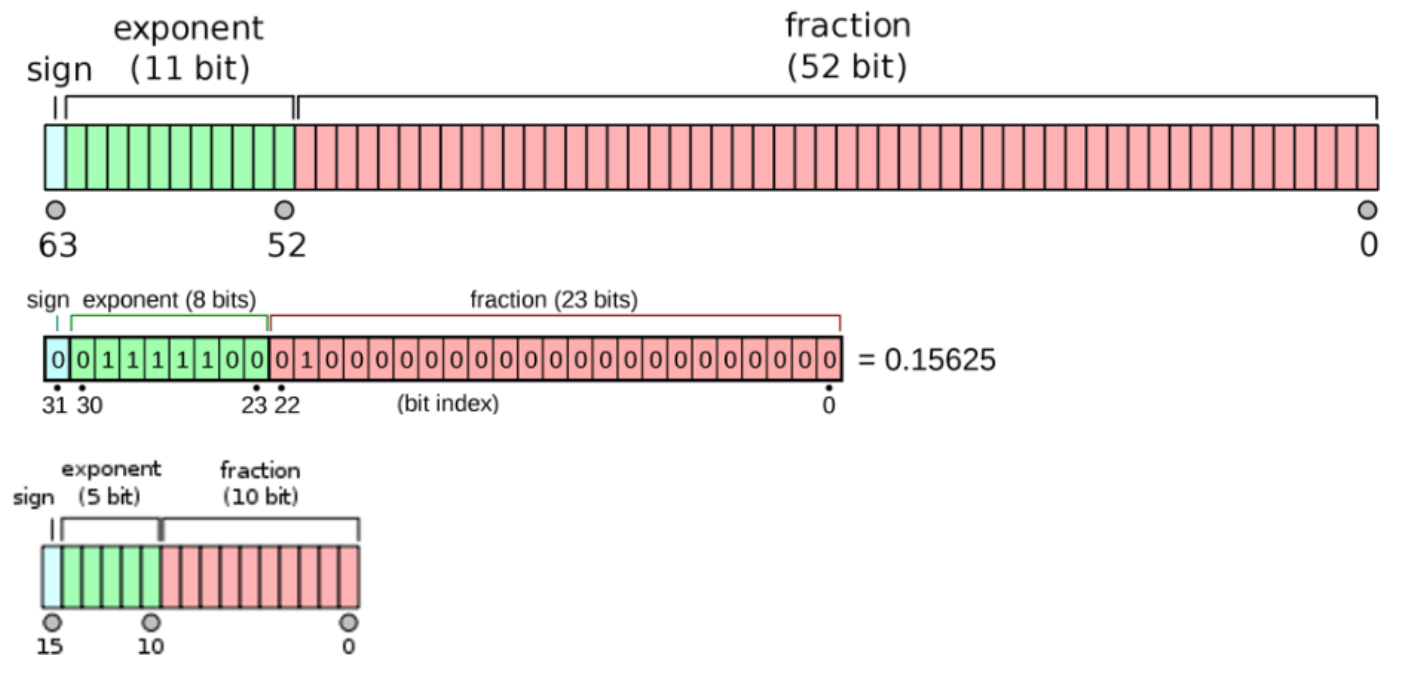 exponent
(11 bit)
fraction
(52 bit)
sign
63
52
0
sign exponent (8 bits) fraction (23 bits)
0 0 1 1 1 1 1 0 0 0 1 0 0 0 0 0 0 0 0 0 0 0 0 0 0 0 0 0 0 0 0 0 = 0.15625
31 30 23 22 (bit index) 0
exponent
(5 bit)
fraction
(10 bit)
sign
15
10
0